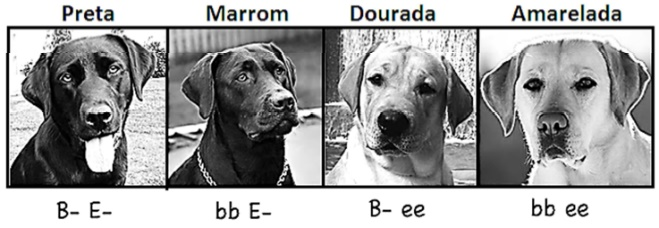 Preta Marrom Dourada Amarelada
B- E- bb E- B- ee bb ee